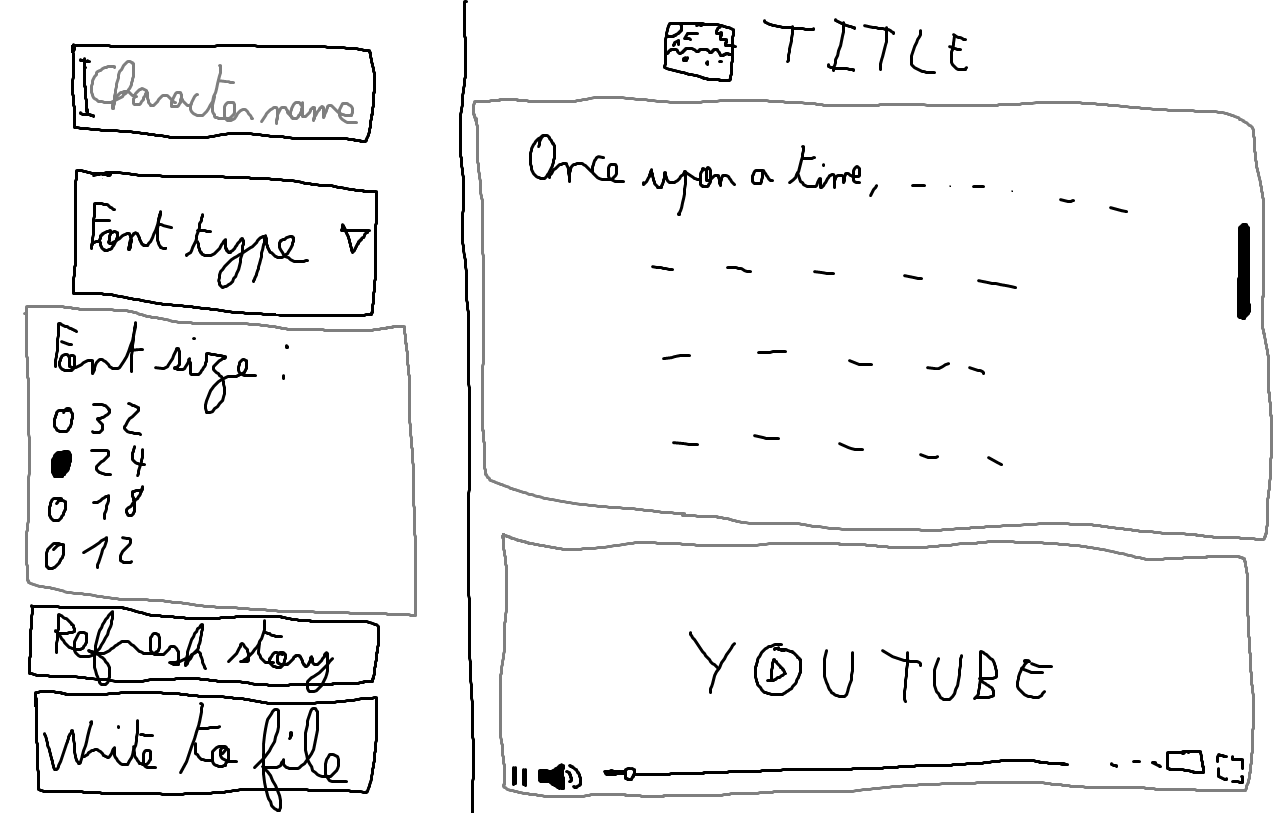 Character name
Font type
Font size :
32
24
18
12
Refresh story
Write to file
TITLE
Once upon a time,
YOUTUBE